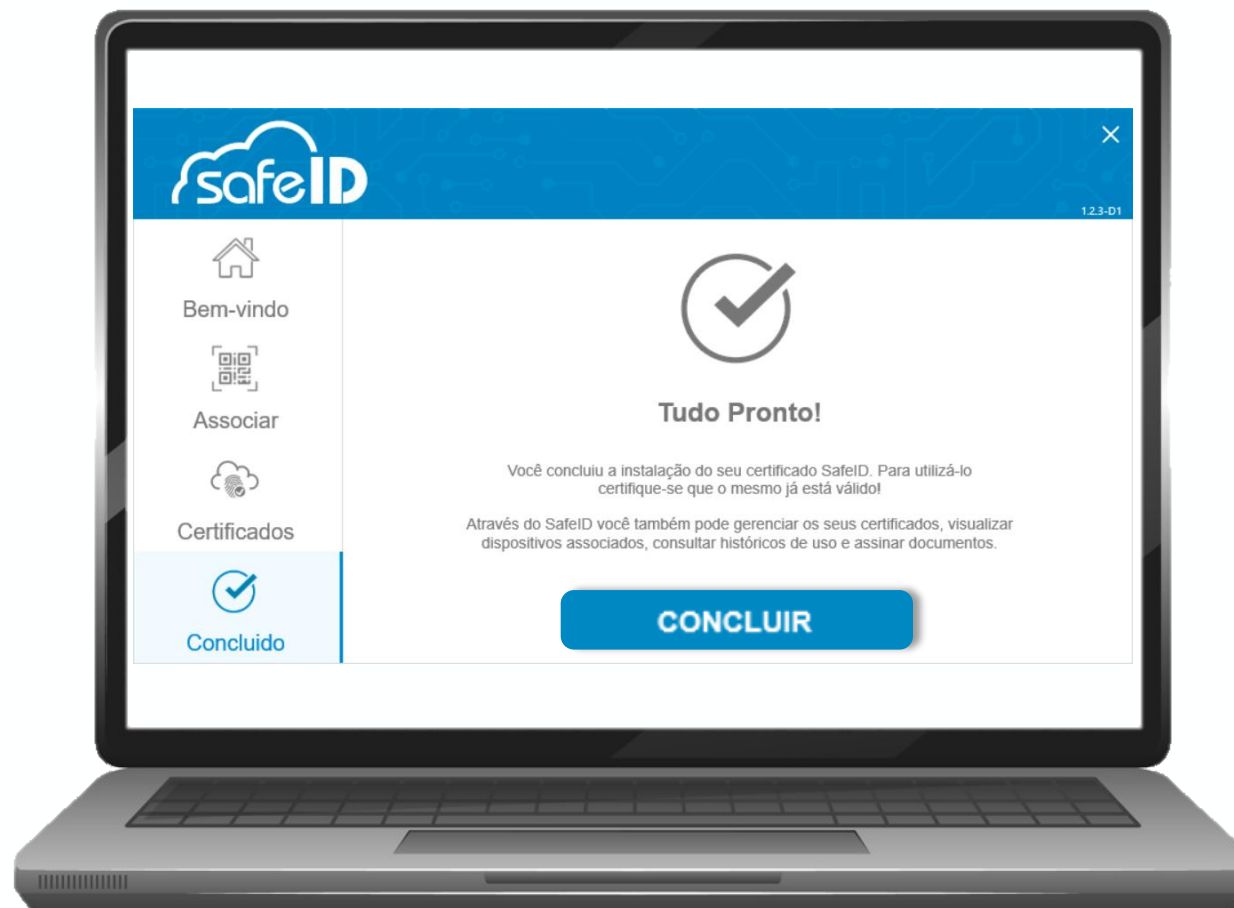 safeID
1.2.3-D1
Bem-vindo
Associar
Certificados
Concluido
Tudo Pronto!
Você concluiu a instalação do seu certificado SafeID. Para utilizá-lo
certifique-se que o mesmo já está válido!
Através do SafeID você também pode gerenciar os seus certificados, visualizar
dispositivos associados, consultar históricos de uso e assinar documentos.
CONCLUIR